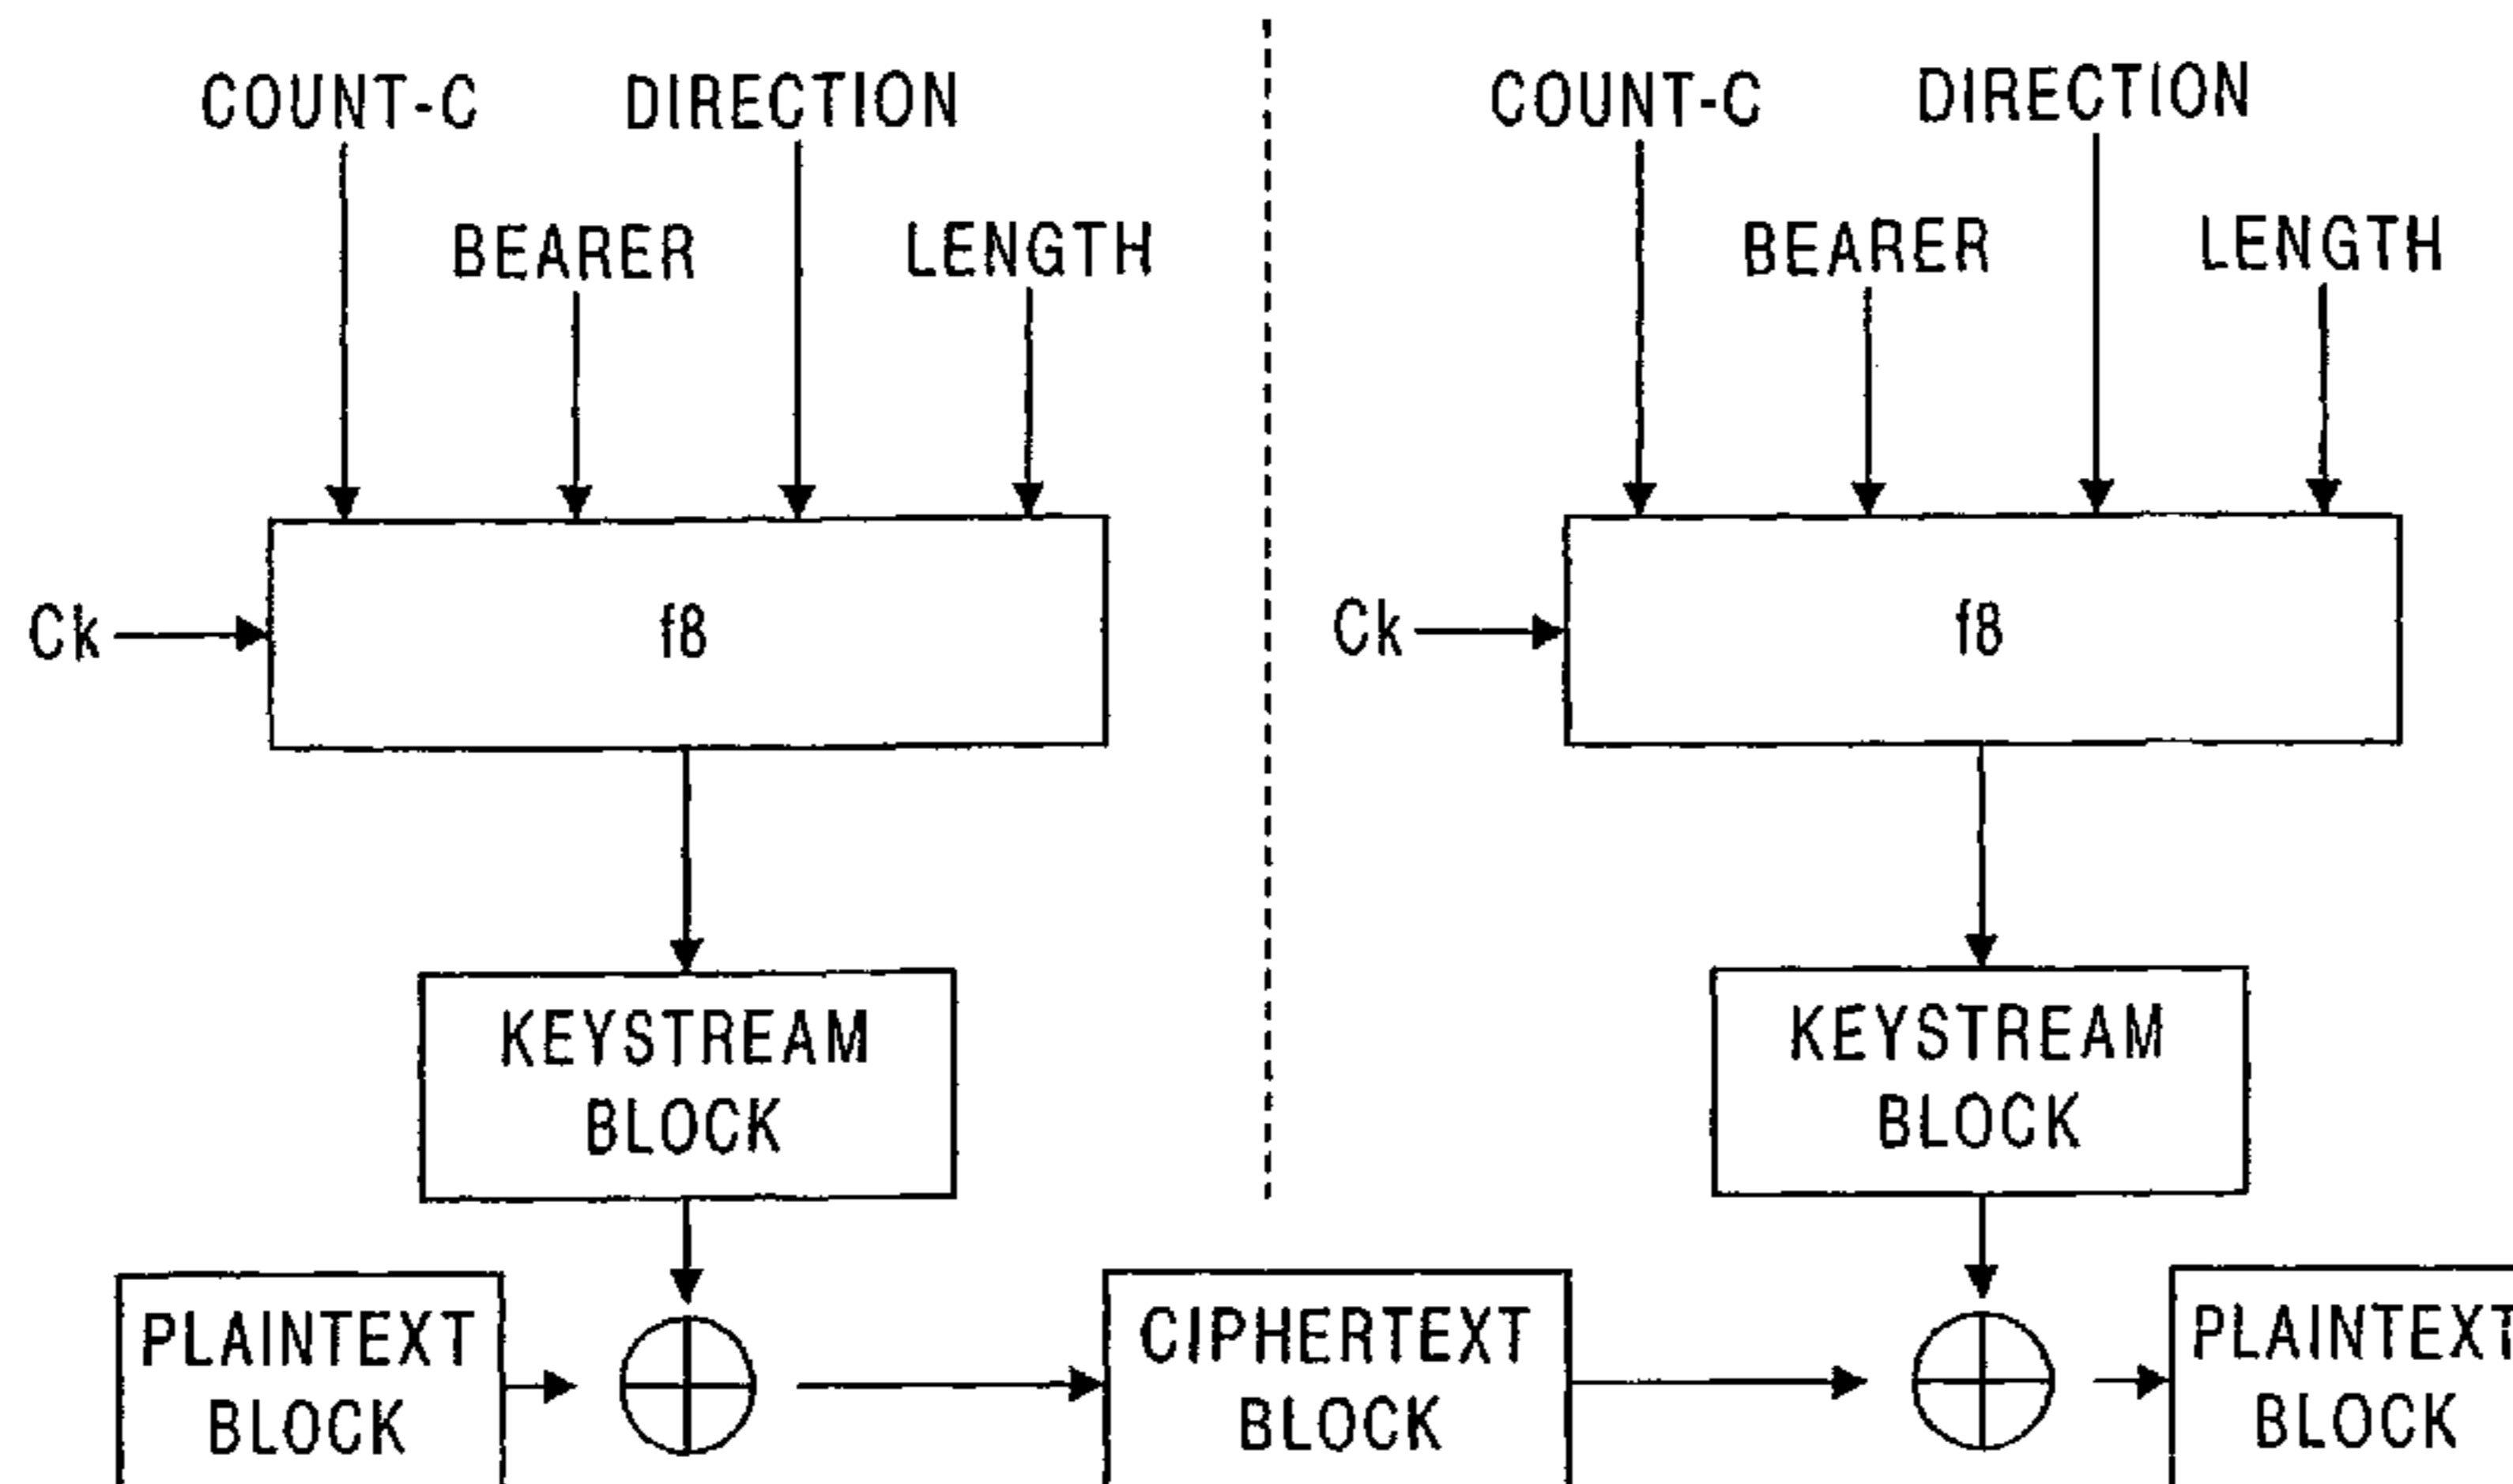 COUNT-C DIRECTION
BEARER LENGTH
Ck f8
KEYSTREAM
BLOCK
PLAINTEXT
BLOCK
CIPHERTEXT
BLOCK
COUNT-C DIRECTION
BEARER LENGTH
Ck f8
KEYSTREAM
BLOCK
PLAINTEXT
BLOCK